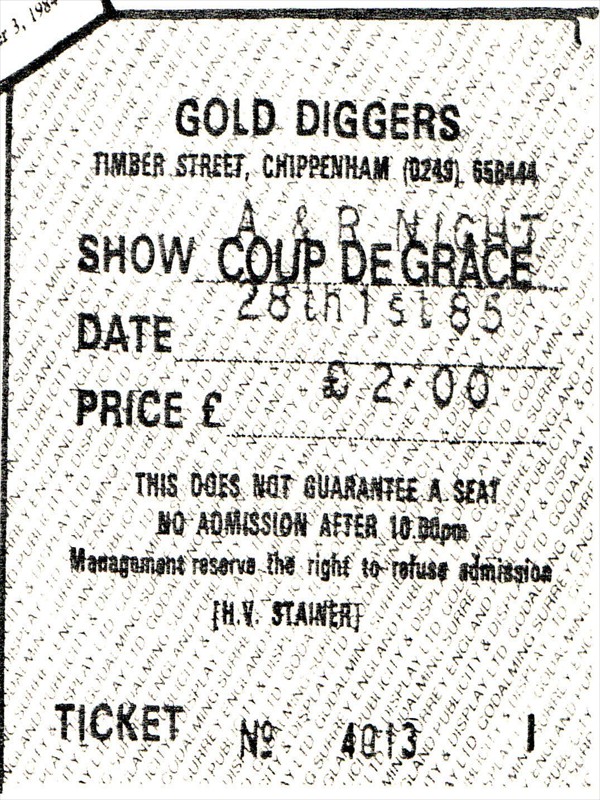 er 3, 1984
GOLD DIGGERS
TIMBER STREET, CHIPPENHAM (0249) 656444
A & R NIGHT
SHOW COUP DE GRACE
28th 1st 85
DATE
£2.00
PRICE £
THIS DOES NOT GUARANTEE A SEAT
NO ADMISSION AFTER 10.00pm
Management reserve the right to refuse admission
[H.V. STAINER]
TICKET Nº 4013 1